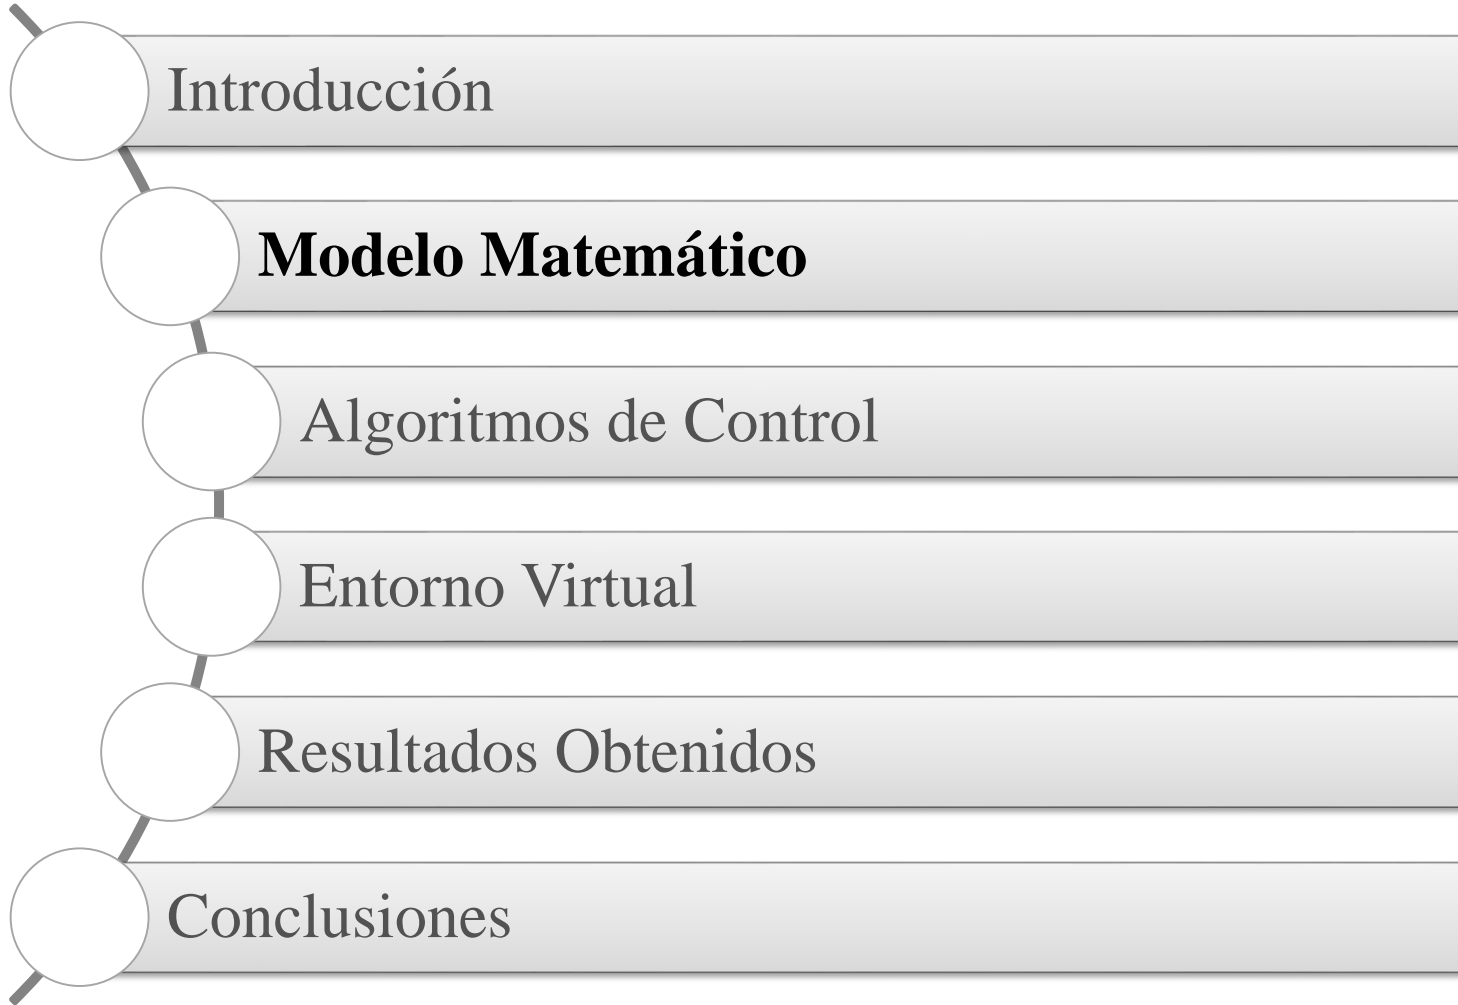 Introducción
Modelo Matemático
Algoritmos de Control
Entorno Virtual
Resultados Obtenidos
Conclusiones